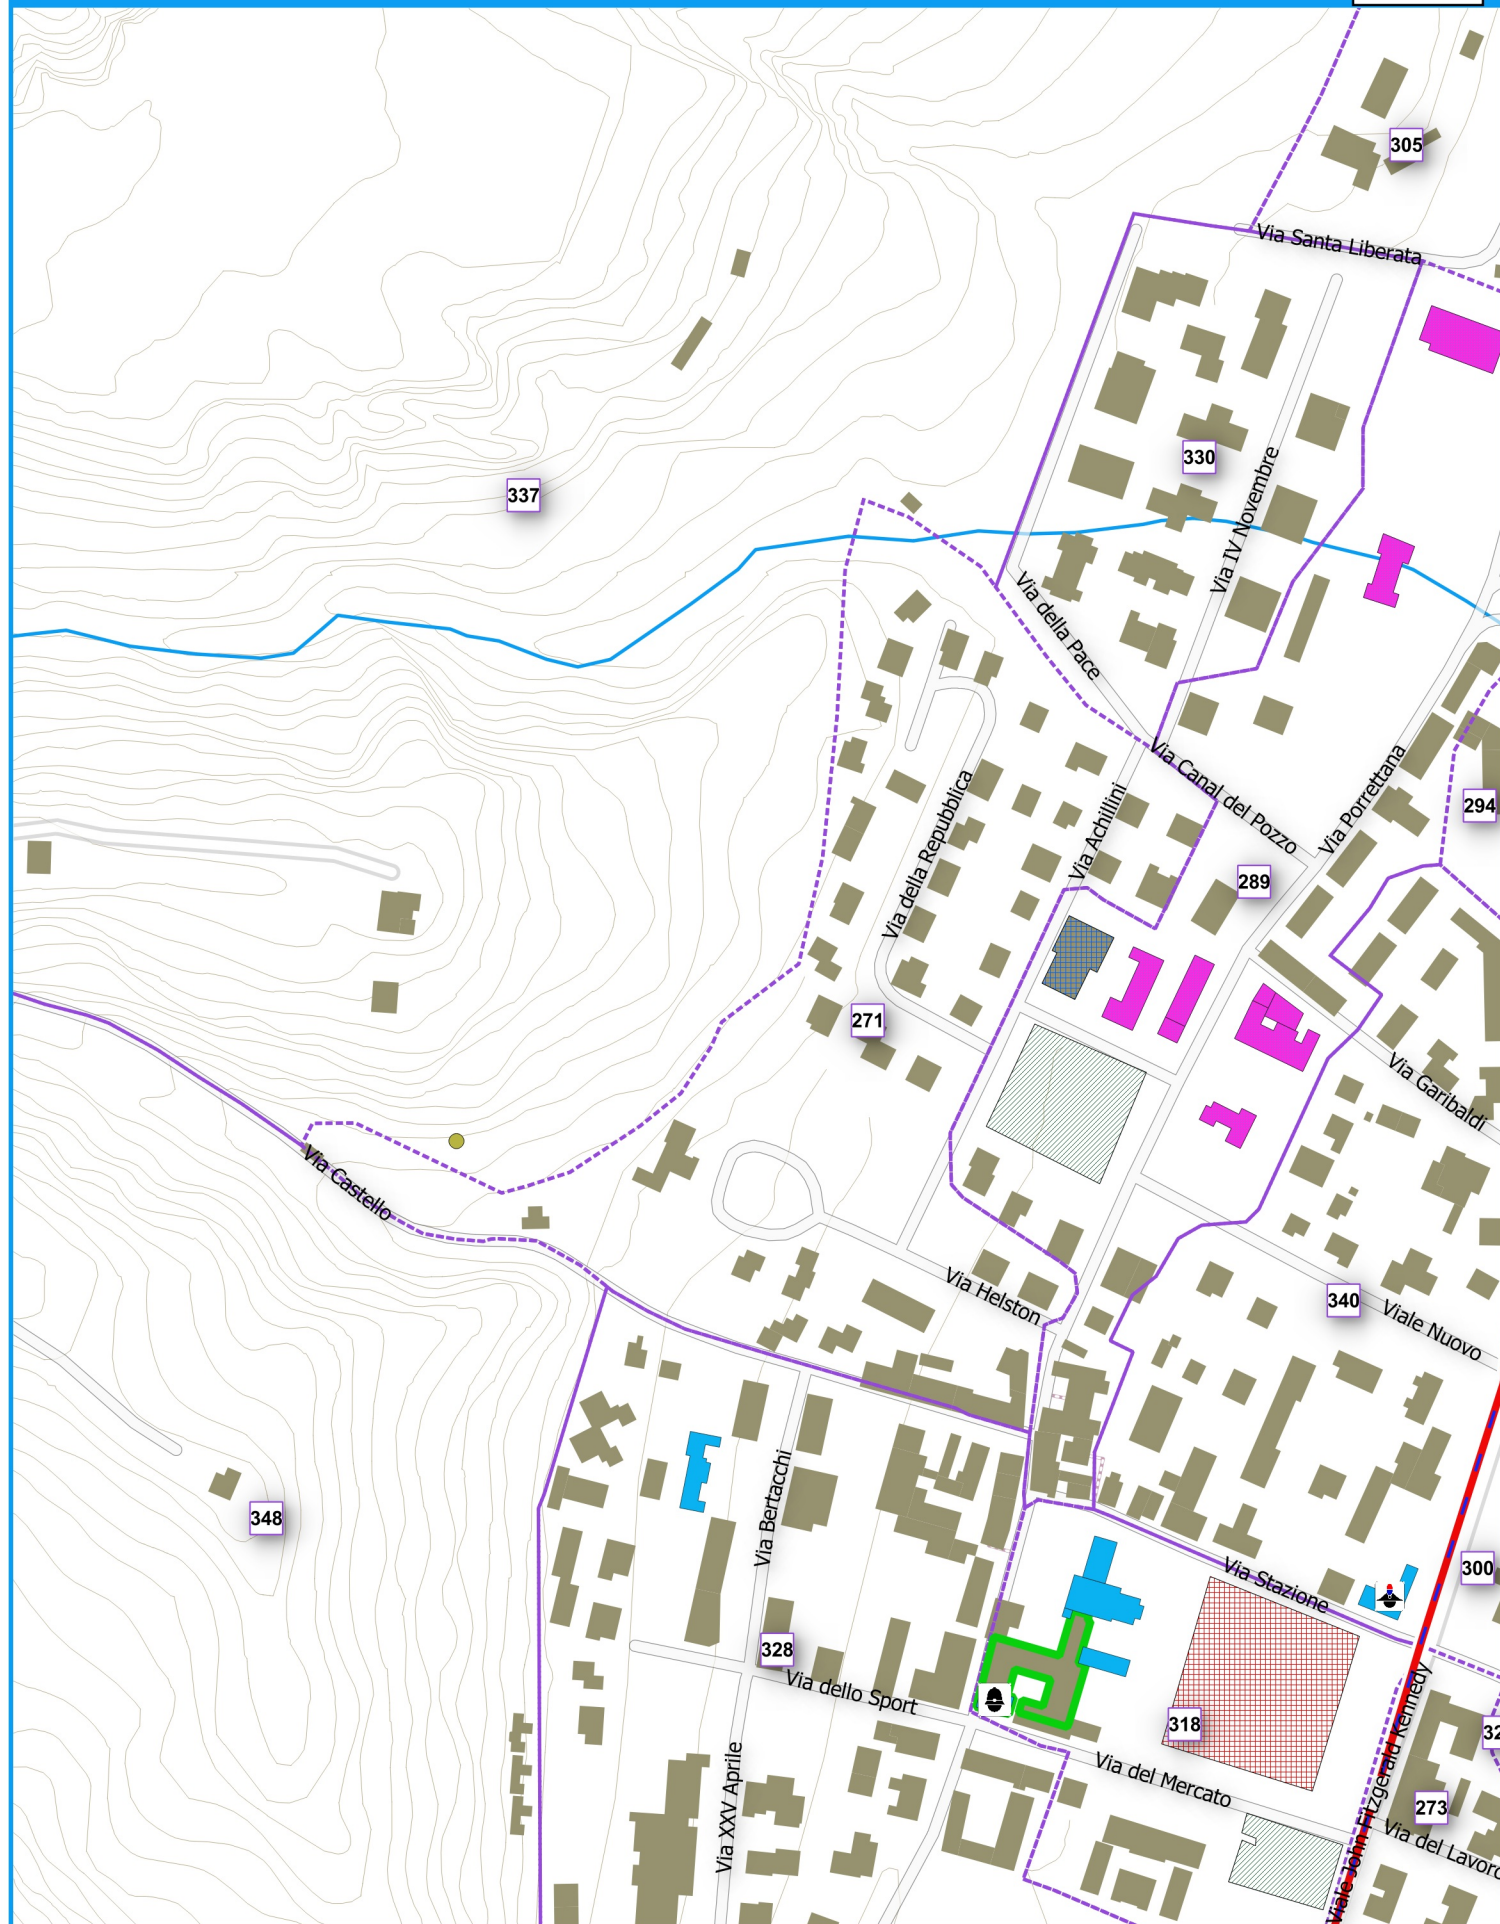 305
Via Santa Liberata
330
Via IV Novembre
337
Via della Pace
Via Canal del Pozzo
Via Porrettana
294
Via Achillini
Via della Repubblica
289
271
Via Garibaldi
Via Castello
Via Helston
340
Viale Nuovo
348
Via Bertacchi
Via Stazione
300
328
Via dello Sport
318
Via del Mercato
Via XXV Aprile
Viale John Fitzgerald Kennedy
273
Via del Lavoro